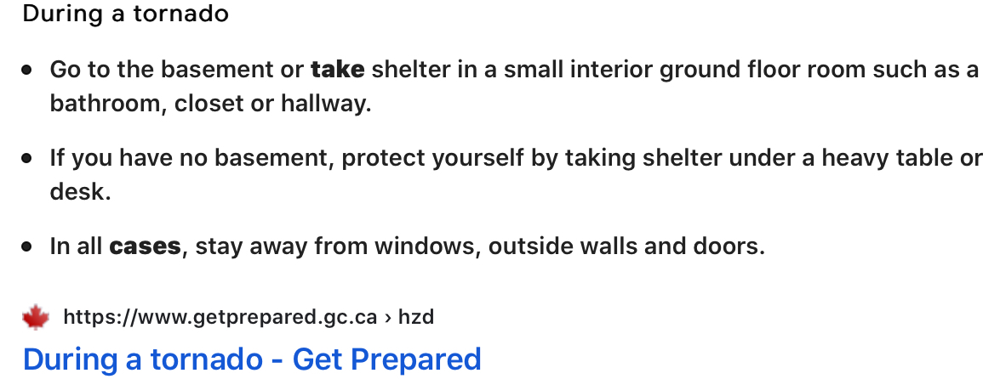 During a tornado
• Go to the basement or take shelter in a small interior ground floor room such as a
bathroom, closet or hallway.
• If you have no basement, protect yourself by taking shelter under a heavy table or
desk.
• In all cases, stay away from windows, outside walls and doors.
https://www.getprepared.gc.ca › hzd
During a tornado - Get Prepared